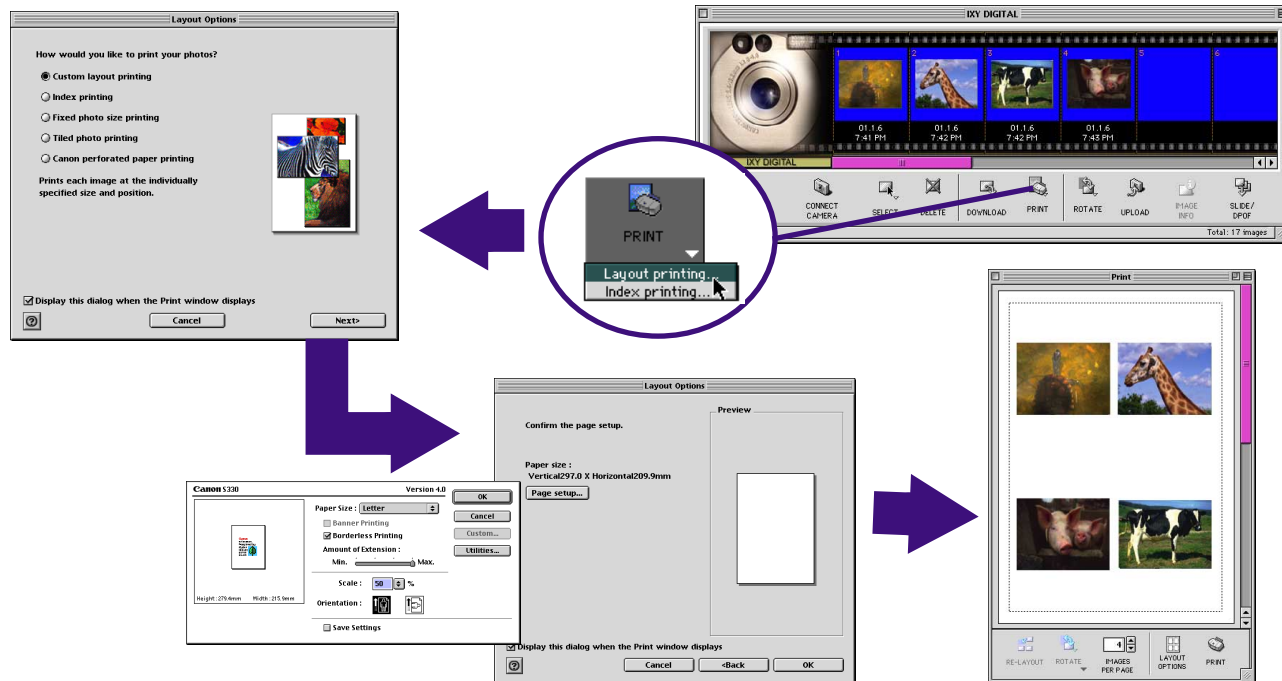 Layout Options
How would you like to print your photos?
Custom layout printing
Index printing
Fixed photo size printing
Tiled photo printing
Canon perforated paper printing
Prints each image at the individually
specified size and position.
Display this dialog when the Print window displays
?
Cancel
Next>
IXY DIGITAL
1 2 3 4 5 6
01.1.6 01.1.6 01.1.6 01.1.6
7:41 PM 7:42 PM 7:42 PM 7:43 PM
IXY DIGITAL
CONNECT CAMERA
SELECT
DELETE
DOWNLOAD
PRINT
ROTATE
UPLOAD
IMAGE INFO
SLIDE/ DPOF
Total: 17 images
PRINT
Layout printing...
Index printing...
Layout Options
Confirm the page setup.
Paper size :
Vertical297.0 X Horizontal209.9mm
Page setup...
Preview
Display this dialog when the Print window displays
?
Cancel
<Back
OK
Canon S330
Version 4.0
Paper Size : Letter
Banner Printing
Borderless Printing
Amount of Extension :
Min. Max.
Scale : 50 %
Orientation :
Save Settings
OK
Cancel
Custom...
Utilities...
Height : 279.4mm Width : 215.9mm
Print
RE-LAYOUT
ROTATE
4
IMAGES PER PAGE
LAYOUT OPTIONS
PRINT